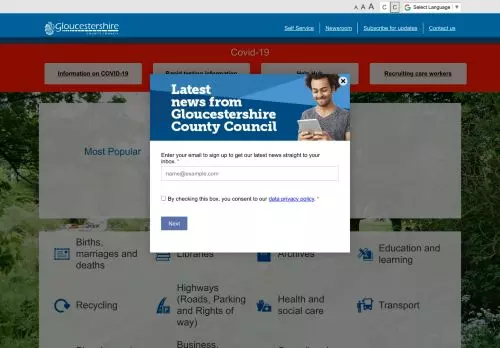 A A A C C G Select Language ▼
Gloucestershire
COUNTY COUNCIL
Self Service Newsroom Subscribe for updates Contact us
Covid-19
Information on COVID-19 Rapid testing information Help Hub Recruiting care workers
Latest
news from
Gloucestershire
County Council
Enter your email to sign up to get our latest news straight to your
inbox. *
name@example.com
By checking this box, you consent to our data privacy policy. *
Next
Most Popular
Births,
marriages and
deaths
Libraries
Archives
Education and
learning
Recycling
Highways
(Roads, Parking
and Rights of
way)
Health and
social care
Transport
Business,